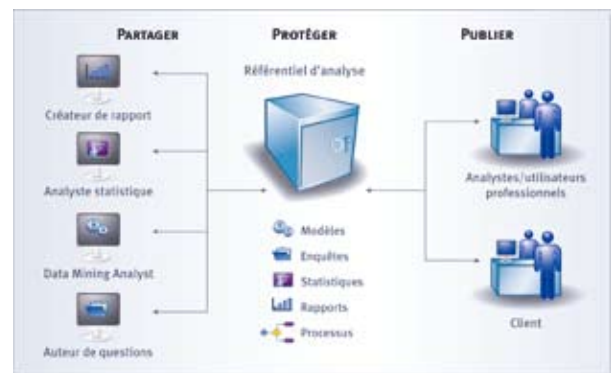 PARTAGER
PROTÉGER
PUBLIER
Créateur de rapport
Analyste statistique
Data Mining Analyst
Auteur de questions
Référentiel d'analyse
Modèles
Enquêtes
Statistiques
Rapports
Processus
Analystes/utilisateurs
professionnels
Client